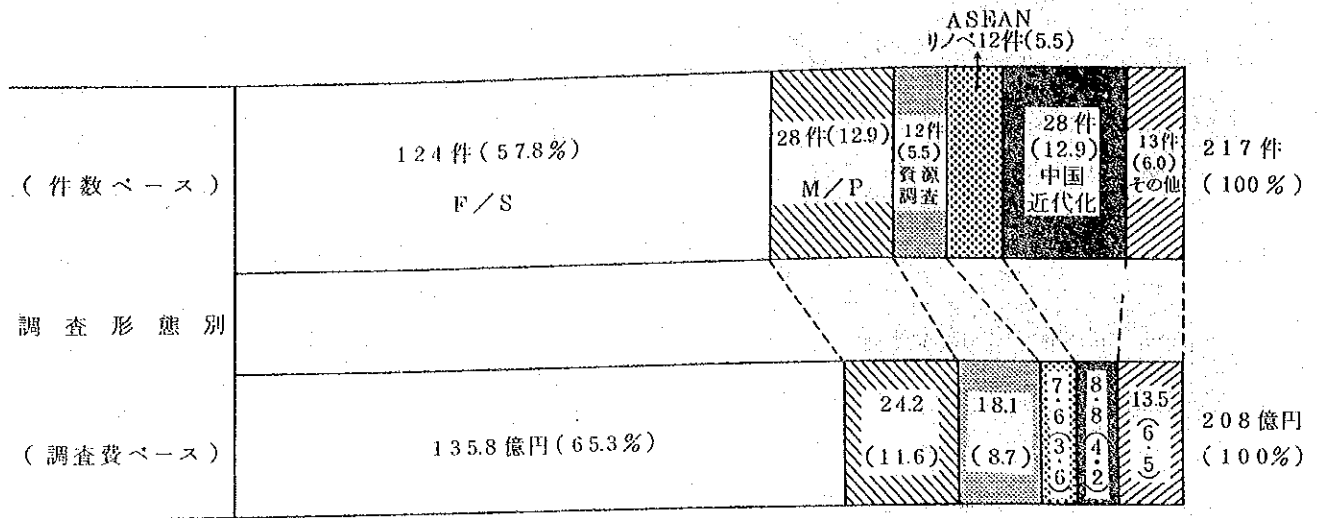 ASEAN
リノベ12件(5.5)
(件数ベース)
124件(57.8%)
F/S
28件(12.9)
M/P
12件
(5.5)
資源
調査
28件
(12.9)
中国
近代化
13件
(6.0)
その他
217件
(100%)
調査形態別
(調査費ベース)
135.8億円(65.3%)
24.2
(11.6)
18.1
(8.7)
7.6(3.6)
8.8(4.2)
13.5
(6.5)
208億円
(100%)